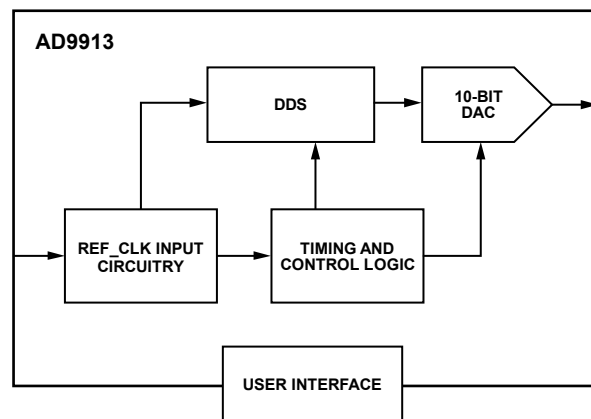 AD9913
DDS
10-BIT
DAC
REF_CLK INPUT
CIRCUITRY
TIMING AND
CONTROL LOGIC
USER INTERFACE